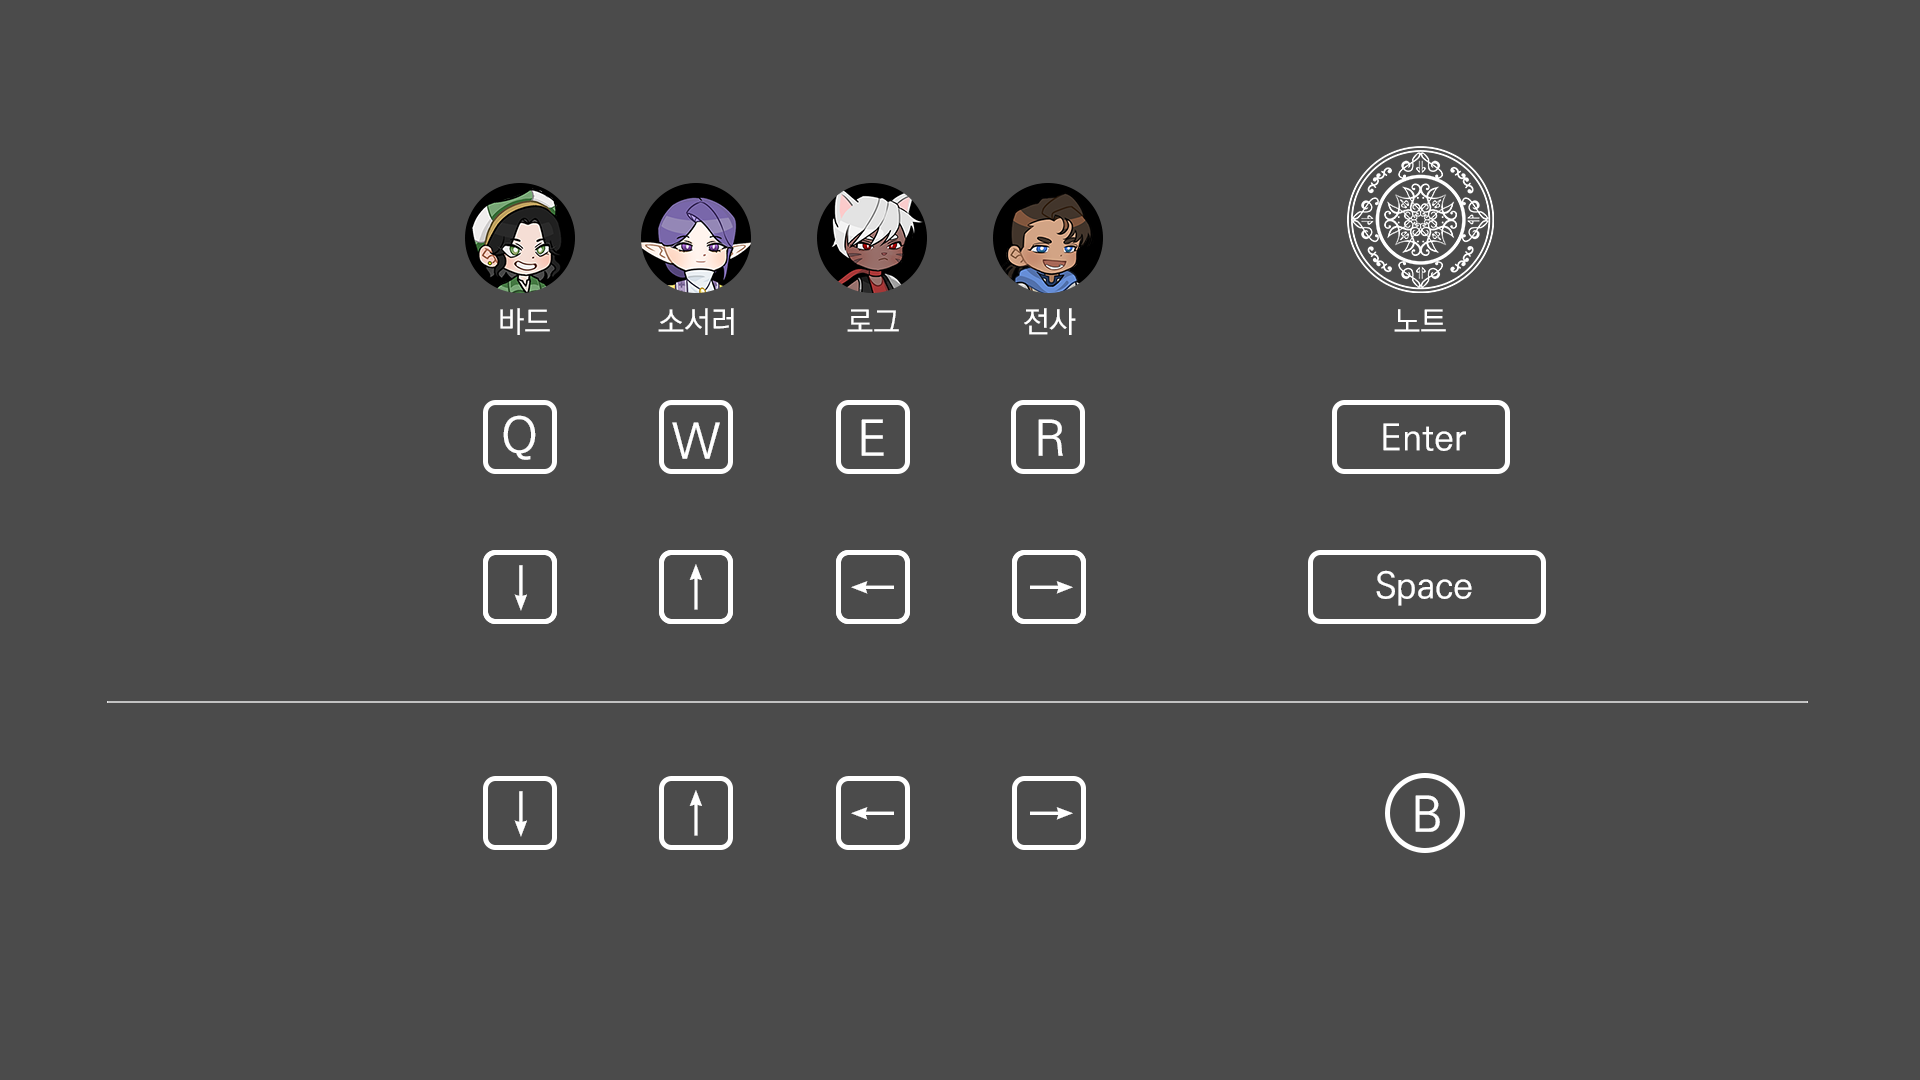 바드 소서러 로그 전사 노트
Q W E R Enter
↓ ↑ ← → Space
↓ ↑ ← → B